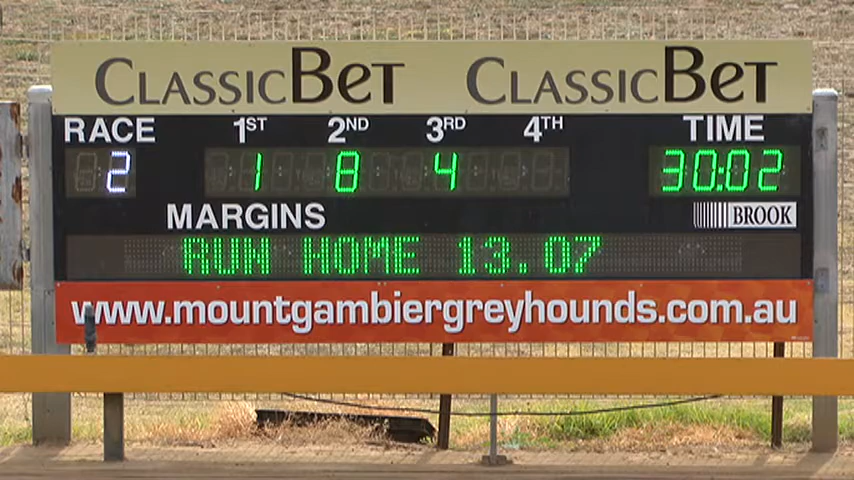 CLASSICBET CLASSICBET
RACE 1ST 2ND 3RD 4TH TIME
2 1 8 4 30:02
MARGINS BROOK
RUN HOME 13.07
www.mountgambiergreyhounds.com.au